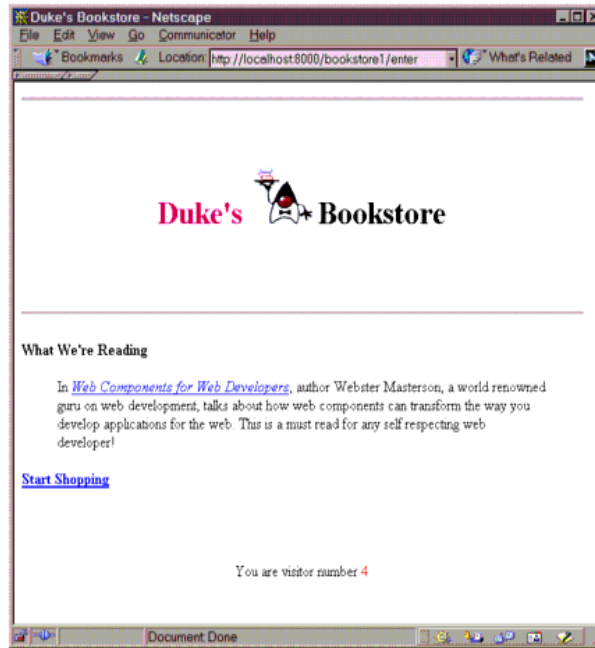 Duke's Bookstore - Netscape
File Edit View Go Communicator Help
Bookmarks Location: http://localhost:8000/bookstore1/enter What's Related
Duke's Bookstore
What We're Reading
In Web Components for Web Developers, author Webster Masterson, a world renowned
guru on web development, talks about how web components can transform the way you
develop applications for the web. This is a must read for any self respecting web
developer!
Start Shopping
You are visitor number 4
Document: Done